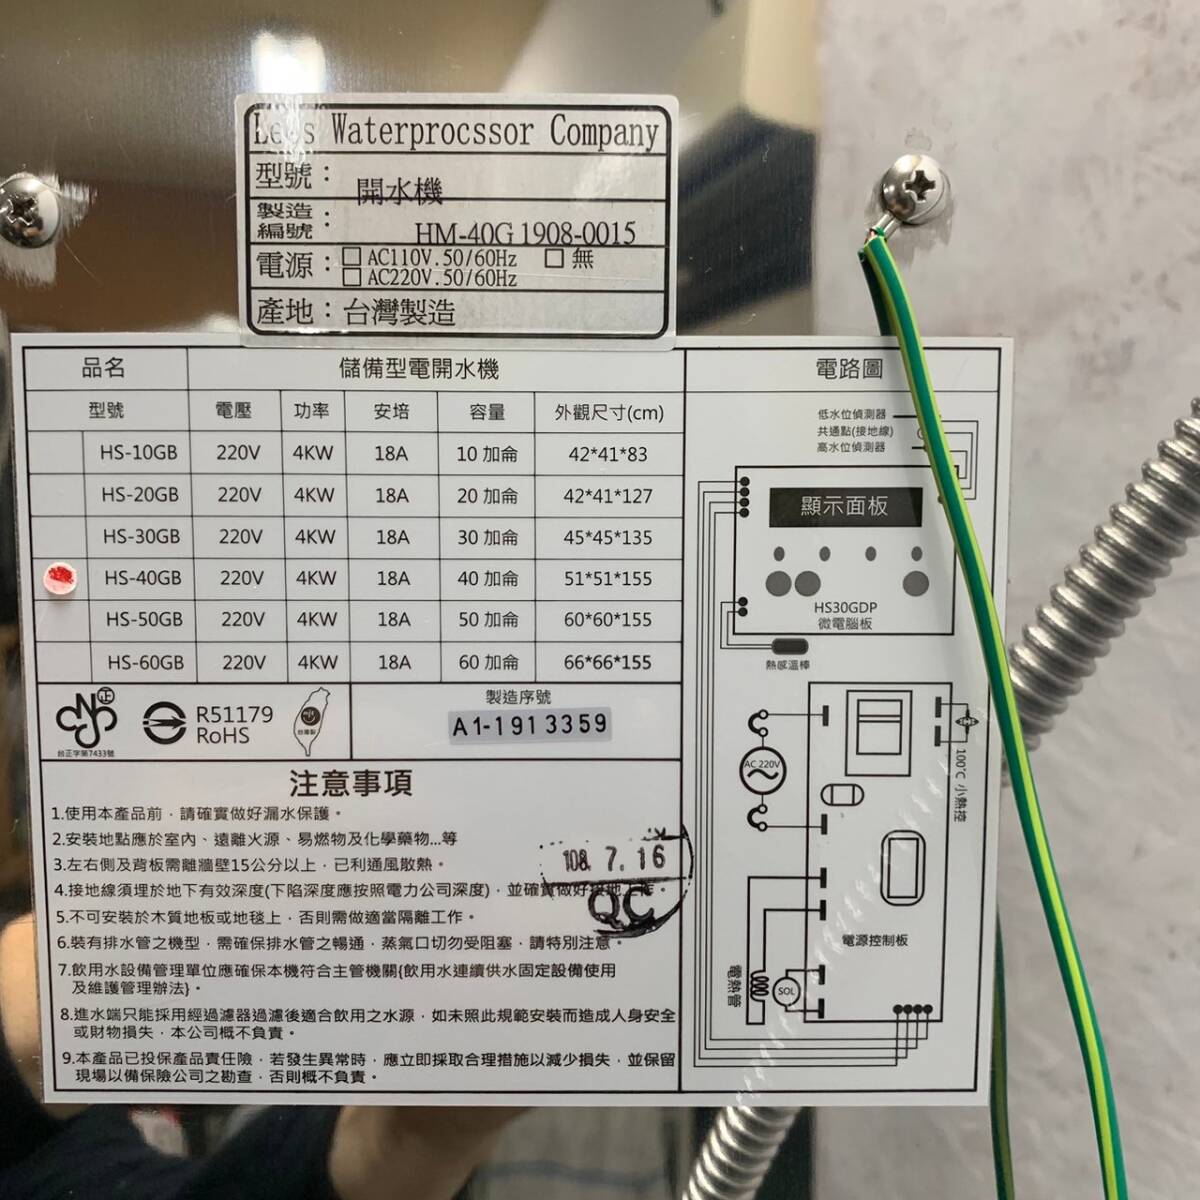 Lees Waterprocssor Company
型號：開水機
製造編號：HM-40G 1908-0015
電源：□ AC110V.50/60Hz □ 無
□ AC220V.50/60Hz
產地：台灣製造
品名 儲備型電開水機
型號 電壓 功率 安培 容量 外觀尺寸(cm)
HS-10GB 220V 4KW 18A 10 加侖 42*41*83
HS-20GB 220V 4KW 18A 20 加侖 42*41*127
HS-30GB 220V 4KW 18A 30 加侖 45*45*135
HS-40GB 220V 4KW 18A 40 加侖 51*51*155
HS-50GB 220V 4KW 18A 50 加侖 60*60*155
HS-60GB 220V 4KW 18A 60 加侖 66*66*155
正
台正字第7433號
R51179
RoHS
製造序號
A1-1913359
注意事項
1.使用本產品前，請確實做好漏水保護。
2.安裝地點應於室內、遠離火源、易燃物及化學藥物...等
3.左右側及背板需離牆壁15公分以上，已利通風散熱。
4.接地線須埋於地下有效深度(下陷深度應按照電力公司深度)，並確實做好接地工作。
5.不可安裝於木質地板或地毯上，否則需做適當隔離工作。
6.裝有排水管之機型，需確保排水管之暢通，蒸氣口切勿受阻塞，請特別注意。
7.飲用水設備管理單位應確保本機符合主管機關{飲用水連續供水固定設備使用
及維護管理辦法}。
8.進水端只能採用經過濾器過濾後適合飲用之水源，如未照此規範安裝而造成人身安全
或財物損失，本公司概不負責。
9.本產品已投保產品責任險，若發生異常時，應立即採取合理措施以減少損失，並保留
現場以備保險公司之勘查，否則概不負責。
108. 7. 16
QC
電路圖
低水位偵測器
共通點(接地線)
高水位偵測器
顯示面板
HS30GDP
微電腦板
熱感溫棒
AC 220V
100°C 小熱控
電源控制板
電熱管
SOL